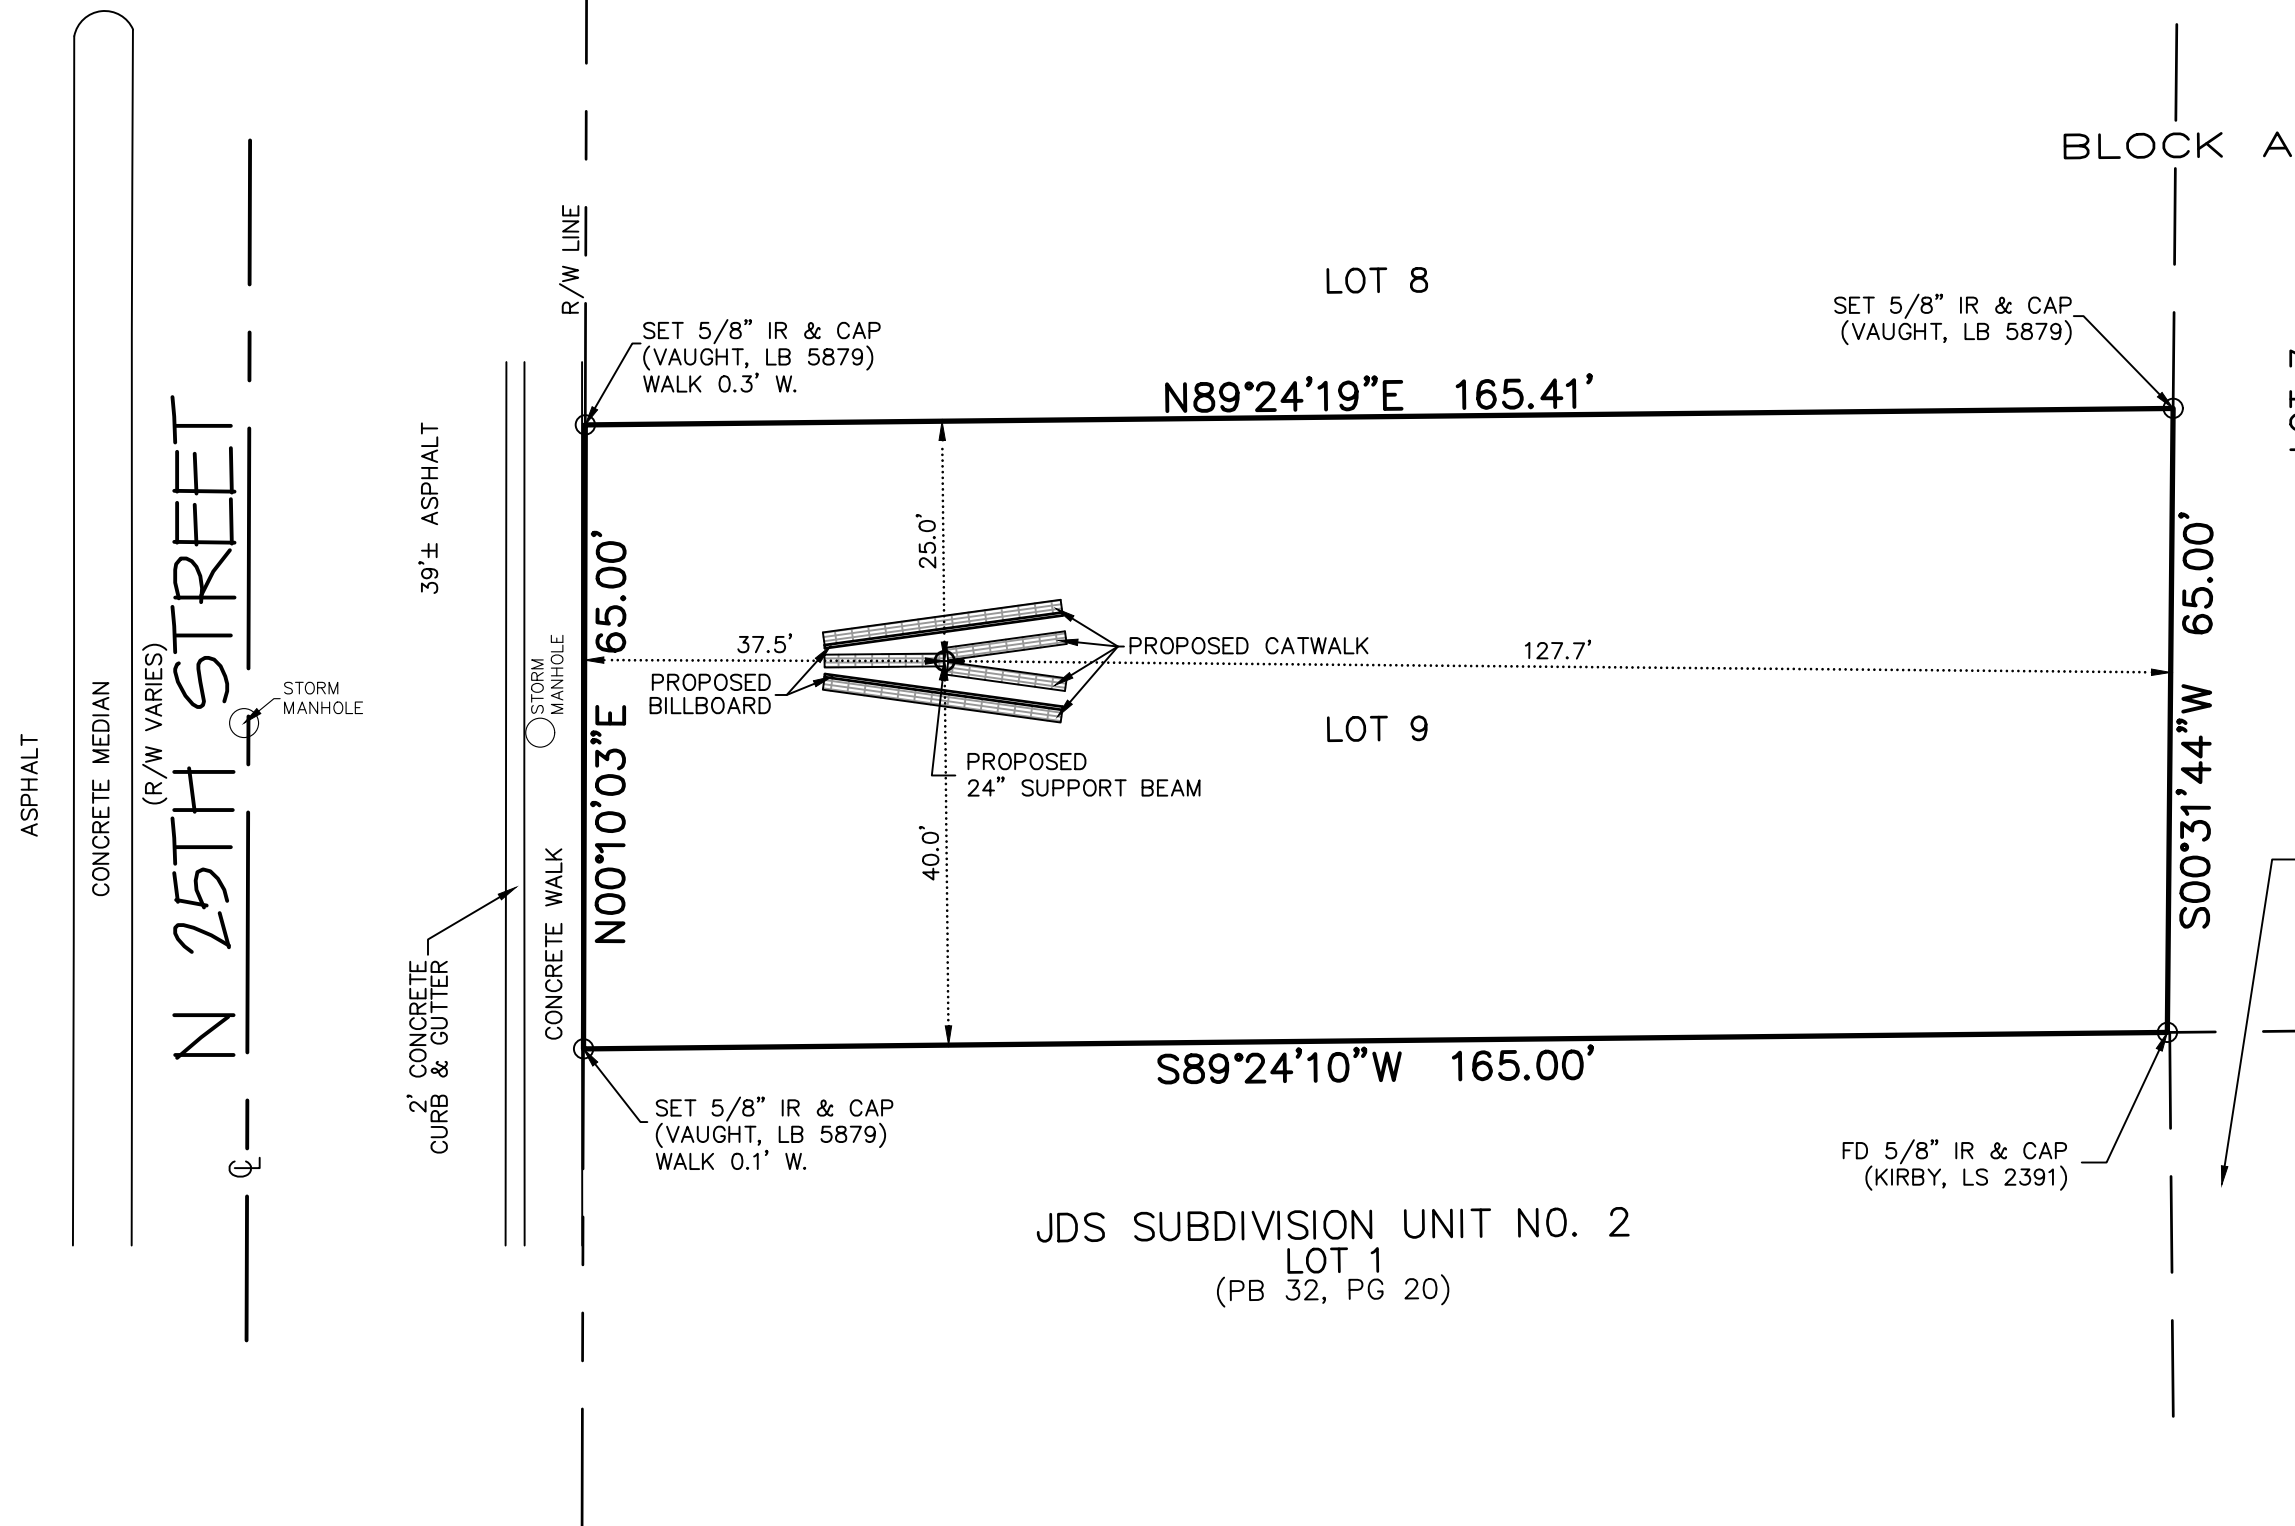 BLOCK A
R/W LINE
LOT 8
SET 5/8" IR & CAP
(VAUGHT, LB 5879)
WALK 0.3' W.
SET 5/8" IR & CAP
(VAUGHT, LB 5879)
N89°24'19"E 165.41'
39'± ASPHALT
N 25TH STREET
(R/W VARIES)
CONCRETE MEDIAN
ASPHALT
STORM
MANHOLE
STORM
MANHOLE
N00°10'03"E 65.00'
25.0'
37.5'
PROPOSED CATWALK
127.7'
PROPOSED
BILLBOARD
LOT 9
PROPOSED
24" SUPPORT BEAM
40.0'
S00°31'44"W 65.00'
CONCRETE WALK
2' CONCRETE
CURB & GUTTER
S89°24'10"W 165.00'
SET 5/8" IR & CAP
(VAUGHT, LB 5879)
WALK 0.1' W.
FD 5/8" IR & CAP
(KIRBY, LS 2391)
JDS SUBDIVISION UNIT NO. 2
LOT 1
(PB 32, PG 20)